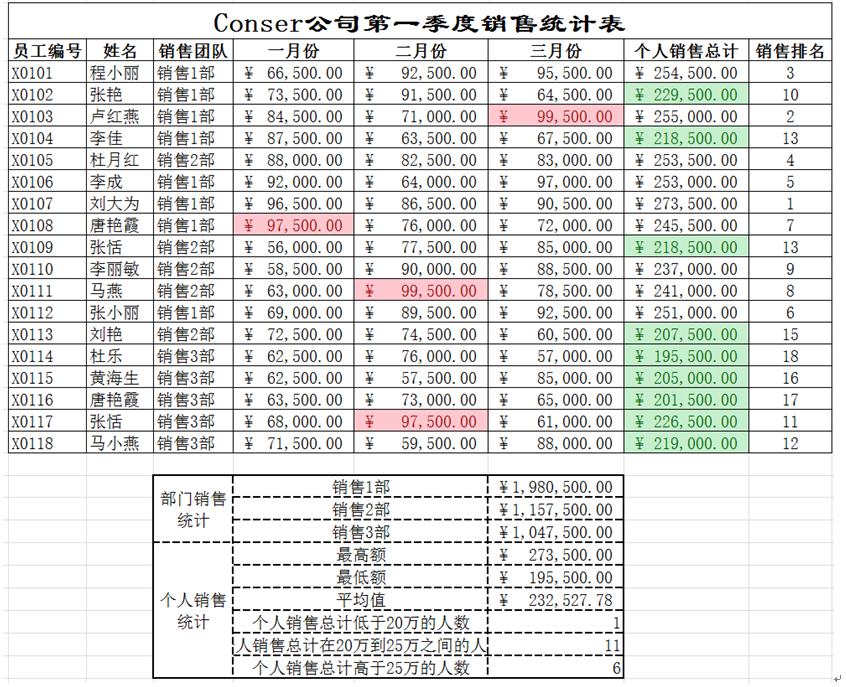 Conser公司第一季度销售统计表
员工编号 姓名 销售团队 一月份 二月份 三月份 个人销售总计 销售排名
X0101 程小丽 销售1部 ¥ 66,500.00 ¥ 92,500.00 ¥ 95,500.00 ¥ 254,500.00 3
X0102 张艳 销售1部 ¥ 73,500.00 ¥ 91,500.00 ¥ 64,500.00 ¥ 229,500.00 10
X0103 卢红燕 销售1部 ¥ 84,500.00 ¥ 71,000.00 ¥ 99,500.00 ¥ 255,000.00 2
X0104 李佳 销售1部 ¥ 87,500.00 ¥ 63,500.00 ¥ 67,500.00 ¥ 218,500.00 13
X0105 杜月红 销售2部 ¥ 88,000.00 ¥ 82,500.00 ¥ 83,000.00 ¥ 253,500.00 4
X0106 李成 销售1部 ¥ 92,000.00 ¥ 64,000.00 ¥ 97,000.00 ¥ 253,000.00 5
X0107 刘大为 销售1部 ¥ 96,500.00 ¥ 86,500.00 ¥ 90,500.00 ¥ 273,500.00 1
X0108 唐艳霞 销售1部 ¥ 97,500.00 ¥ 76,000.00 ¥ 72,000.00 ¥ 245,500.00 7
X0109 张恬 销售2部 ¥ 56,000.00 ¥ 77,500.00 ¥ 85,000.00 ¥ 218,500.00 13
X0110 李丽敏 销售2部 ¥ 58,500.00 ¥ 90,000.00 ¥ 88,500.00 ¥ 237,000.00 9
X0111 马燕 销售2部 ¥ 63,000.00 ¥ 99,500.00 ¥ 78,500.00 ¥ 241,000.00 8
X0112 张小丽 销售1部 ¥ 69,000.00 ¥ 89,500.00 ¥ 92,500.00 ¥ 251,000.00 6
X0113 刘艳 销售2部 ¥ 72,500.00 ¥ 74,500.00 ¥ 60,500.00 ¥ 207,500.00 15
X0114 杜乐 销售3部 ¥ 62,500.00 ¥ 76,000.00 ¥ 57,000.00 ¥ 195,500.00 18
X0115 黄海生 销售3部 ¥ 62,500.00 ¥ 57,500.00 ¥ 85,000.00 ¥ 205,000.00 16
X0116 唐艳霞 销售3部 ¥ 63,500.00 ¥ 73,000.00 ¥ 65,000.00 ¥ 201,500.00 17
X0117 张恬 销售3部 ¥ 68,000.00 ¥ 97,500.00 ¥ 61,000.00 ¥ 226,500.00 11
X0118 马小燕 销售3部 ¥ 71,500.00 ¥ 59,500.00 ¥ 88,000.00 ¥ 219,000.00 12
部门销售
统计
销售1部 ¥1,980,500.00
销售2部 ¥1,157,500.00
销售3部 ¥1,047,500.00
个人销售
统计
最高额 ¥ 273,500.00
最低额 ¥ 195,500.00
平均值 ¥ 232,527.78
个人销售总计低于20万的人数 1
人销售总计在20万到25万之间的人 11
个人销售总计高于25万的人数 6